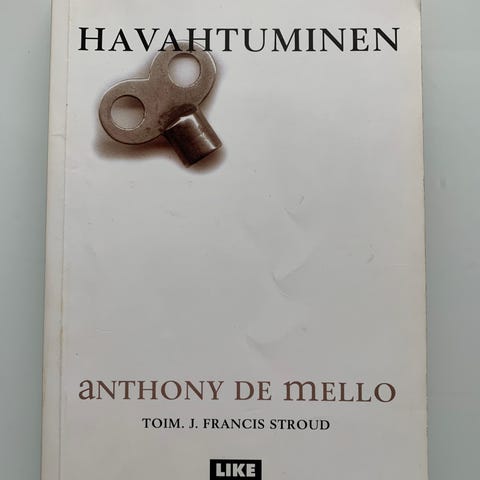 HAVAHTUMINEN
aNTHONY DE mELLO
TOIM. J. FRANCIS STROUD
LIKE